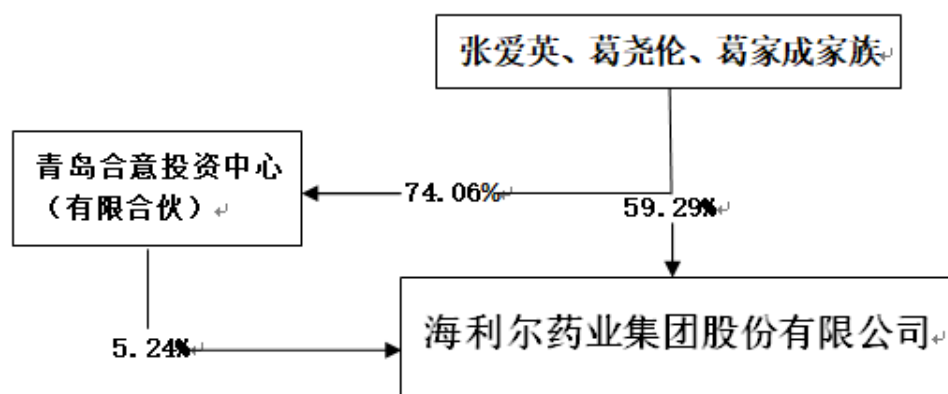 张爱英、葛尧伦、葛家成家族
青岛合意投资中心
（有限合伙）
74.06%
59.29%
海利尔药业集团股份有限公司
5.24%